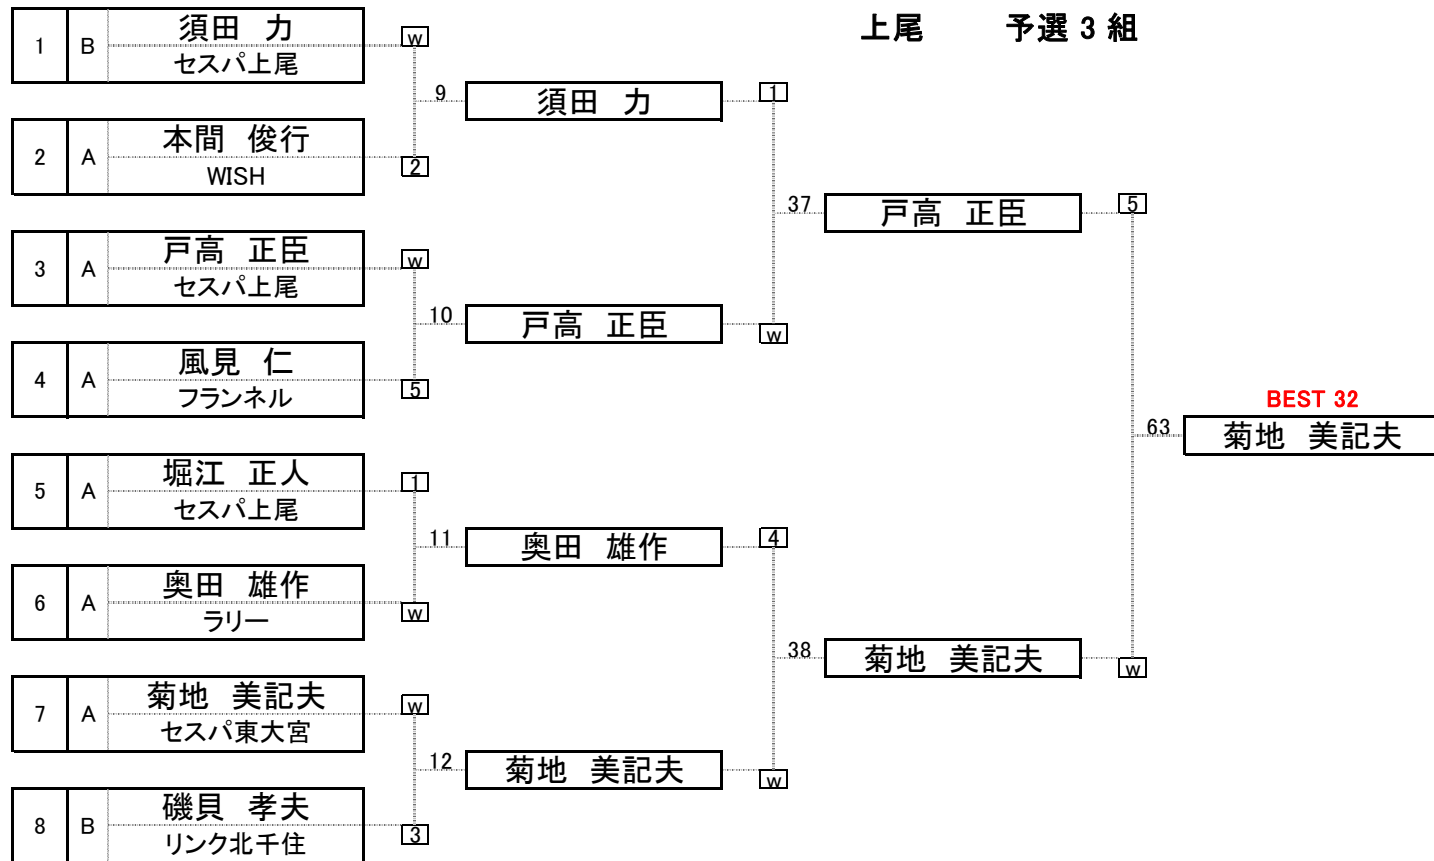 上尾 予選 3 組
1 B 須田 力
セスパ上尾
w
9 須田 力 1
2 A 本間 俊行
WISH
2
37 戸高 正臣 5
3 A 戸高 正臣
セスパ上尾
w
10 戸高 正臣 w
4 A 風見 仁
フランネル
5
BEST 32
63 菊地 美記夫
5 A 堀江 正人
セスパ上尾
1
11 奥田 雄作 4
6 A 奥田 雄作
ラリー
w
38 菊地 美記夫 w
7 A 菊地 美記夫
セスパ東大宮
w
12 菊地 美記夫 w
8 B 磯貝 孝夫
リンク北千住
3